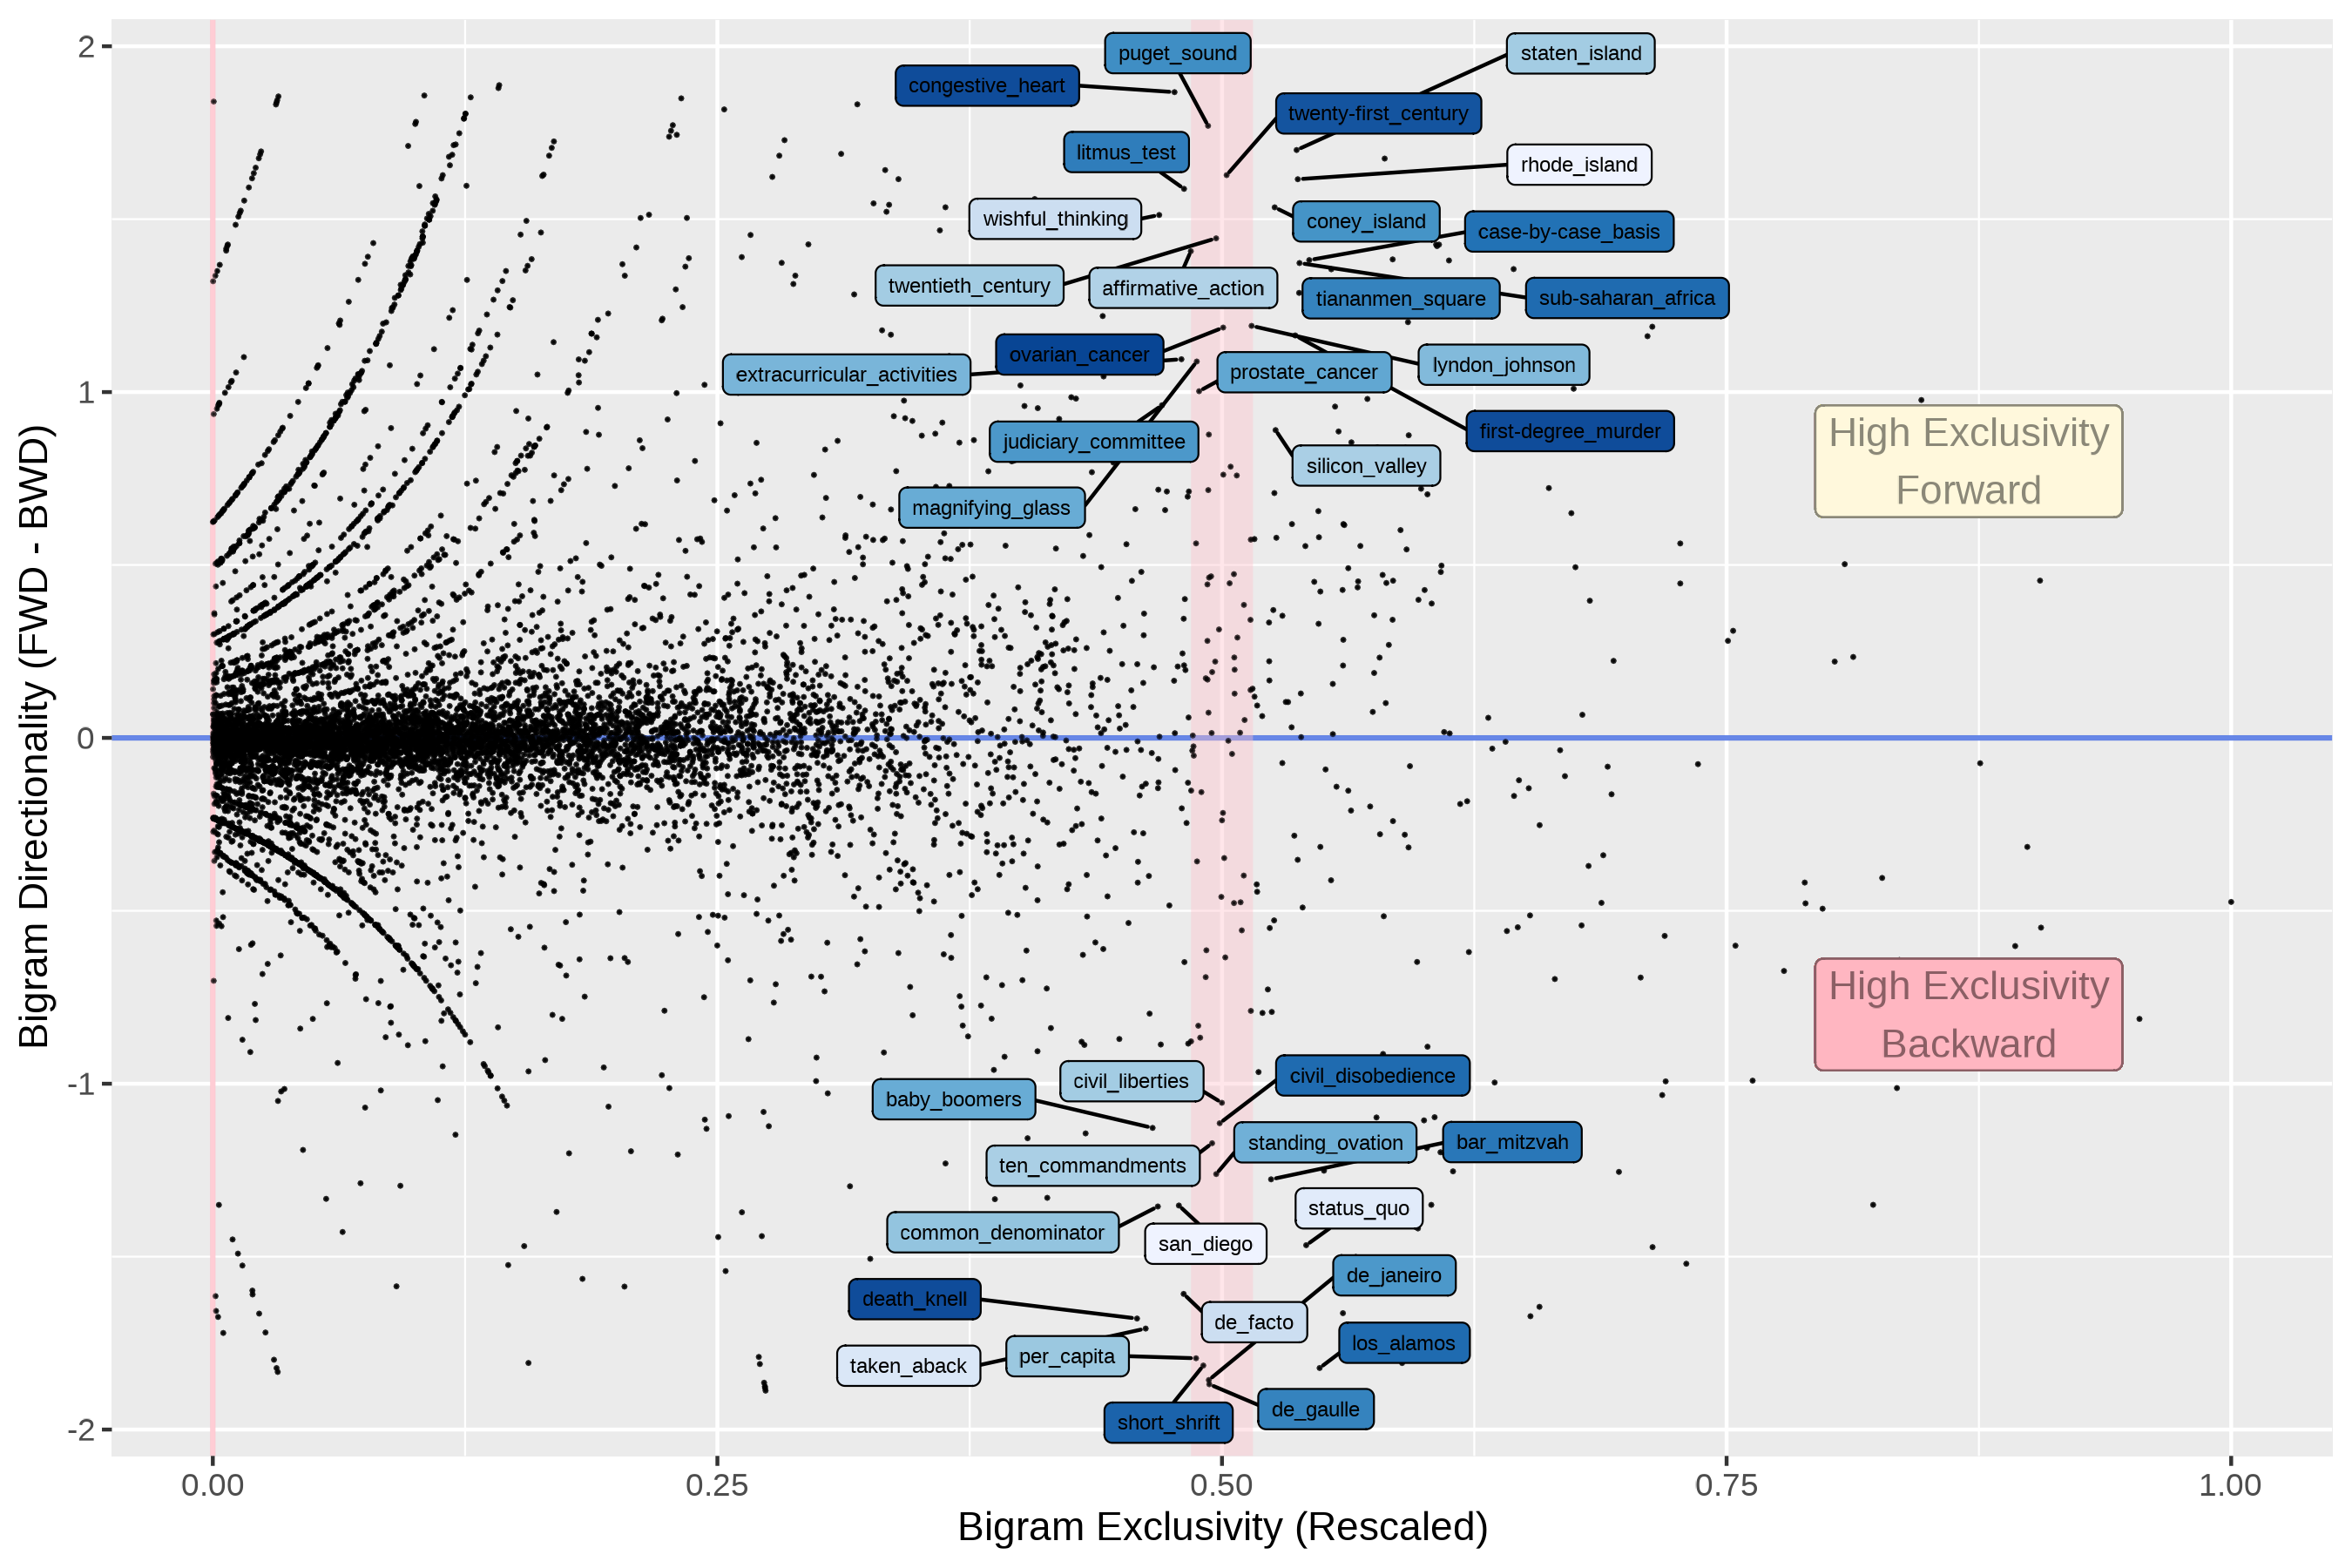 2
1
0
-1
-2
Bigram Directionality (FWD - BWD)
puget_sound
staten_island
congestive_heart
twenty-first_century
litmus_test
rhode_island
wishful_thinking
coney_island
case-by-case_basis
twentieth_century
affirmative_action
tiananmen_square
sub-saharan_africa
ovarian_cancer
extracurricular_activities
prostate_cancer
lyndon_johnson
judiciary_committee
first-degree_murder
silicon_valley
magnifying_glass
High Exclusivity
Forward
High Exclusivity
Backward
civil_liberties
civil_disobedience
baby_boomers
standing_ovation
bar_mitzvah
ten_commandments
status_quo
common_denominator
san_diego
de_janeiro
death_knell
de_facto
los_alamos
taken_aback
per_capita
de_gaulle
short_shrift
0.00
0.25
0.50
0.75
1.00
Bigram Exclusivity (Rescaled)